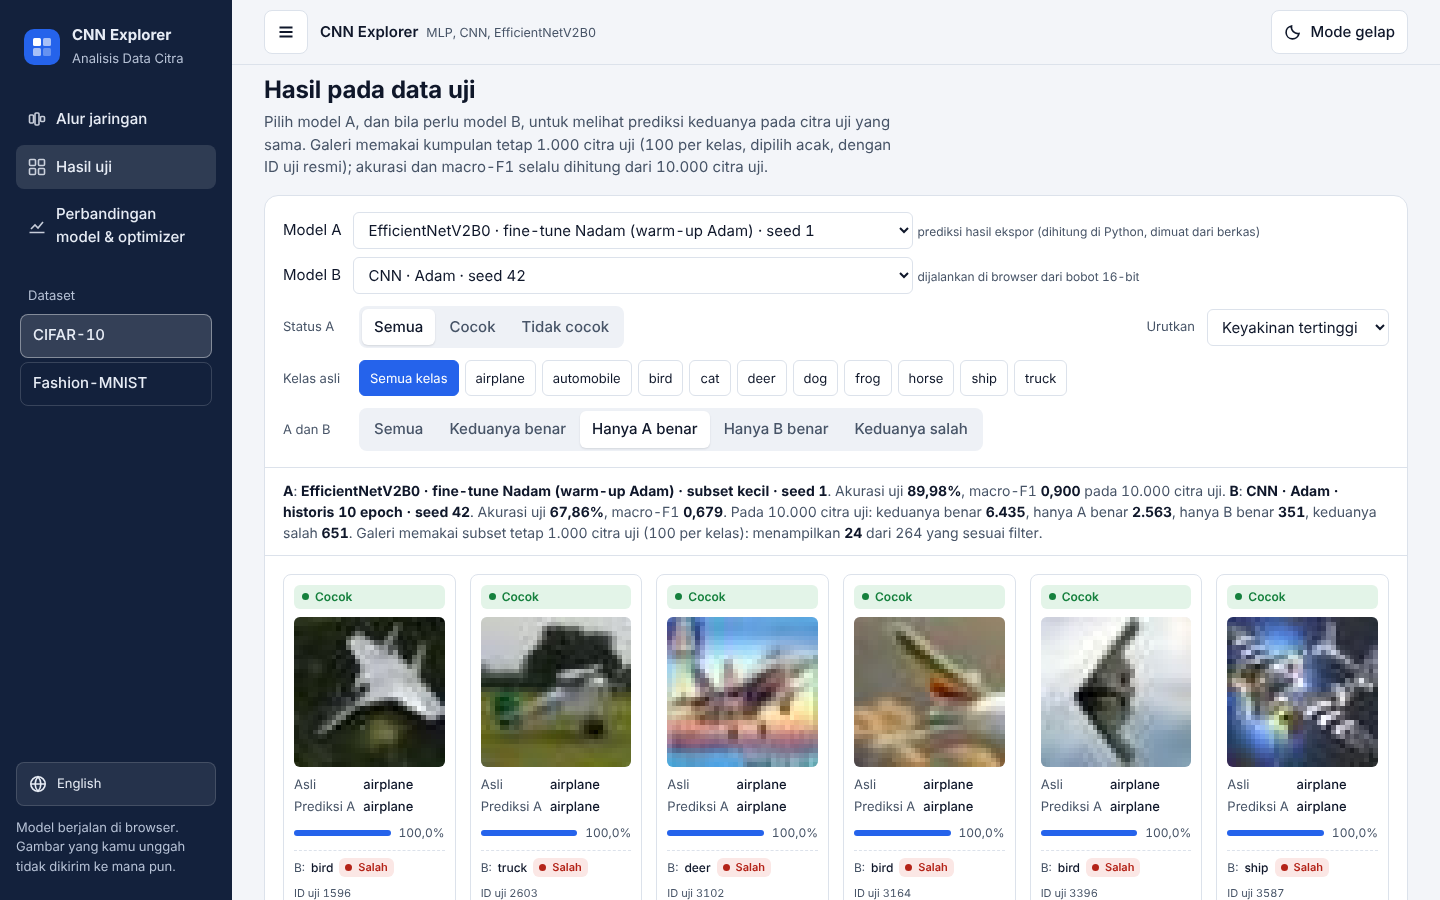 CNN Explorer
Analisis Data Citra
Alur jaringan
Hasil uji
Perbandingan
model & optimizer
Dataset
CIFAR-10
Fashion-MNIST
English
Model berjalan di browser.
Gambar yang kamu unggah
tidak dikirim ke mana pun.
CNN Explorer MLP, CNN, EfficientNetV2B0
Mode gelap
Hasil pada data uji
Pilih model A, dan bila perlu model B, untuk melihat prediksi keduanya pada citra uji yang
sama. Galeri memakai kumpulan tetap 1.000 citra uji (100 per kelas, dipilih acak, dengan
ID uji resmi); akurasi dan macro-F1 selalu dihitung dari 10.000 citra uji.
Model A EfficientNetV2B0 · fine-tune Nadam (warm-up Adam) · seed 1 prediksi hasil ekspor (dihitung di Python, dimuat dari berkas)
Model B CNN · Adam · seed 42 dijalankan di browser dari bobot 16-bit
Status A Semua Cocok Tidak cocok Urutkan Keyakinan tertinggi
Kelas asli Semua kelas airplane automobile bird cat deer dog frog horse ship truck
A dan B Semua Keduanya benar Hanya A benar Hanya B benar Keduanya salah
A: EfficientNetV2B0 · fine-tune Nadam (warm-up Adam) · subset kecil · seed 1. Akurasi uji 89,98%, macro-F1 0,900 pada 10.000 citra uji. B: CNN · Adam ·
historis 10 epoch · seed 42. Akurasi uji 67,86%, macro-F1 0,679. Pada 10.000 citra uji: keduanya benar 6.435, hanya A benar 2.563, hanya B benar 351, keduanya
salah 651. Galeri memakai subset tetap 1.000 citra uji (100 per kelas): menampilkan 24 dari 264 yang sesuai filter.
Cocok Cocok Cocok Cocok Cocok Cocok
Asli airplane Asli airplane Asli airplane Asli airplane Asli airplane Asli airplane
Prediksi A airplane Prediksi A airplane Prediksi A airplane Prediksi A airplane Prediksi A airplane Prediksi A airplane
100,0% 100,0% 100,0% 100,0% 100,0% 100,0%
B: bird Salah B: truck Salah B: deer Salah B: bird Salah B: bird Salah B: ship Salah
ID uji 1596 ID uji 2603 ID uji 3102 ID uji 3164 ID uji 3396 ID uji 3587